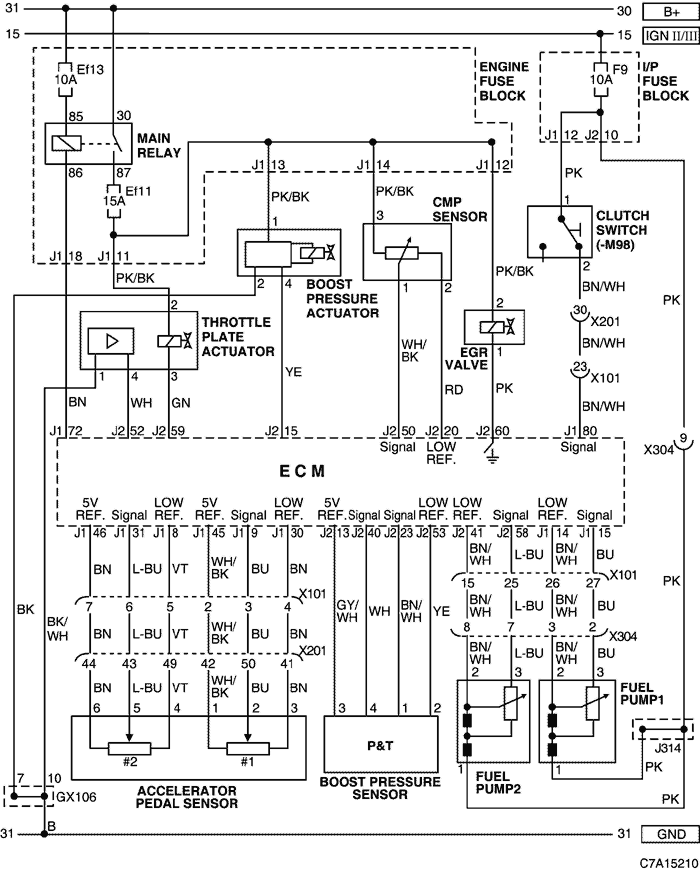 31 30 B+
15 15 IGN II/III
Ef13
10A
ENGINE
FUSE
BLOCK
F9
10A
I/P
FUSE
BLOCK
85 30
MAIN
RELAY
86 87
Ef11
15A
J1 13 J1 14 J1 12
J1 12 J2 10
J1 18 J1 11
PK/BK
PK/BK
PK/BK
PK/BK
PK
1
CLUTCH
SWITCH
(-M98)
2
BN/WH
30 X201
BN/WH
23 X101
BN/WH
PK
1
BOOST
PRESSURE
ACTUATOR
2 4
3
CMP
SENSOR
1 2
WH/
BK
RD
2
EGR
VALVE
1
PK
2
THROTTLE
PLATE
ACTUATOR
1 4 3
BN WH GN YE
J1 72 J2 52 J2 59 J2 15 J2 50 J2 20 J2 60 J1 80
Signal LOW
REF.
Signal
9
X304
ECM
5V
REF. Signal LOW
REF. 5V
REF. Signal LOW
REF. 5V
REF. Signal Signal LOW
REF. LOW
REF. Signal LOW
REF. Signal
J1 46 J1 31 J1 8 J1 45 J1 9 J1 30 J2 13 J2 40 J2 23 J2 53 J2 41 J2 58 J1 14 J1 15
BN L-BU VT WH/
BK BU BN BN/
WH L-BU BN/
WH BU
X101
15 25 26 27 X101
7 6 5 2 3 4
BK
BK/
WH
GY/
WH
WH
BN/
WH
YE
PK
BN L-BU VT WH/
BK BU BN
BN/
WH L-BU BN/
WH BU
8 7 3 2 X304
X201
44 43 49 42 50 41
BN L-BU VT WH/
BK BU BN
BN/
WH L-BU BN/
WH BU
2 3 2 3
6 5 4 1 2 3
3 4 1 2
#2 #1
P&T
FUEL
PUMP1
FUEL
PUMP2
1 1
J314
PK
PK
ACCELERATOR
PEDAL SENSOR
BOOST PRESSURE
SENSOR
7 10
GX106
B
31 31 GND
C7A15210